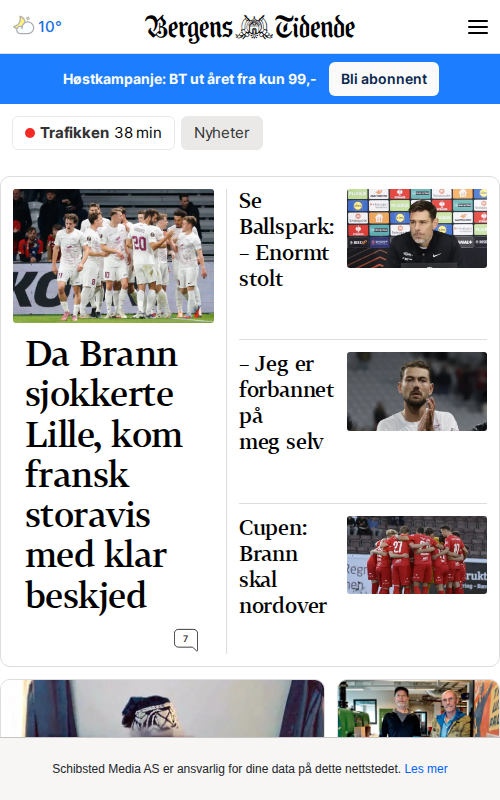 10°
Bergens Tidende
Høstkampanje: BT ut året fra kun 99,-
Bli abonnent
Trafikken 38 min
Nyheter
Da Brann
sjokkerte
Lille, kom
fransk
storavis
med klar
beskjed
7
Se
Ballspark:
– Enormt
stolt
– Jeg er
forbannet
på
meg selv
Cupen:
Brann
skal
nordover
20
27
Schibsted Media AS er ansvarlig for dine data på dette nettstedet. Les mer